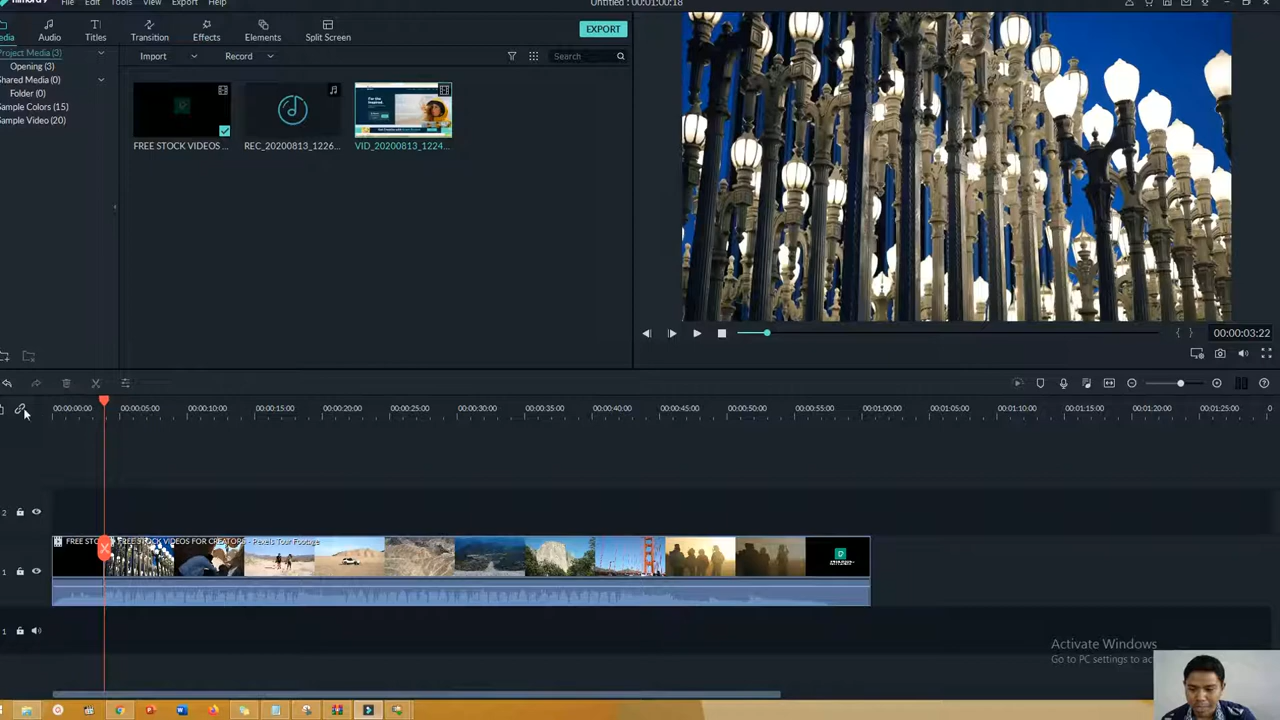 File Edit Tools View Export Help
Untitled : 00:01:00:18
Audio Titles Transition Effects Elements Split Screen
EXPORT
Project Media (3)
Opening (3)
Shared Media (0)
Folder (0)
Sample Colors (15)
Sample Video (20)
Import Record Search
FREE STOCK VIDEOS ... REC_20200813_1226... VID_20200813_1224...
00:00:03:22
00:00:00:00 00:00:05:00 00:00:10:00 00:00:15:00 00:00:20:00 00:00:25:00 00:00:30:00 00:00:35:00 00:00:40:00 00:00:45:00 00:00:50:00 00:00:55:00 00:01:00:00 00:01:05:00 00:01:10:00 00:01:15:00 00:01:20:00 00:01:25:00 0
2
FREE STOC FREE STOCK VIDEOS FOR CREATORS - Pexels Tour Footage
1
1
Activate Windows
Go to PC settings to ac